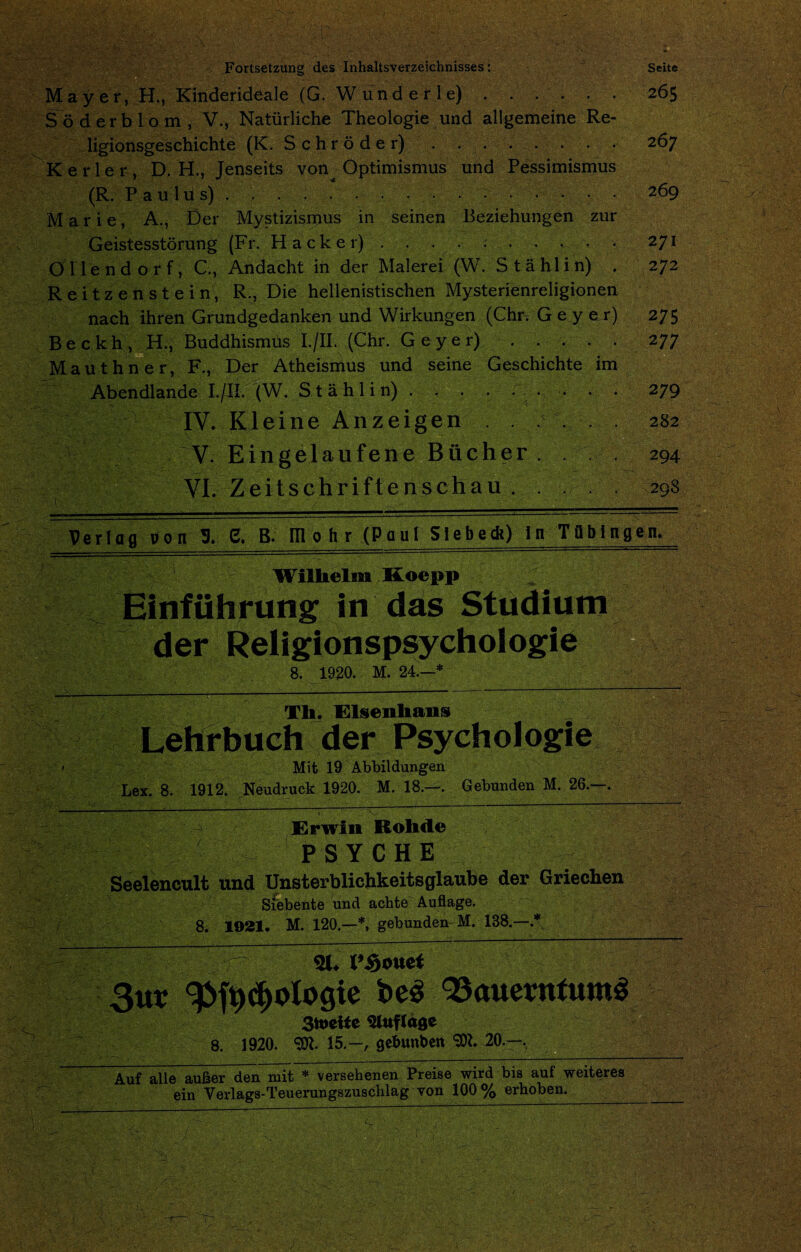 Fortsetzung des Inhaltsverzeichnisses: Seite
Mayer, H., Kinderideale (G. Wunderle) . . . . . . 265
Söderblom, V., Natürliche Theologie und allgemeine Re-
ligionsgeschichte (K. Schröder) . . . . . . . . 267
Kerler, D. H., Jenseits von Optimismus und Pessimismus
(R. Paulus) . . . . . . . . . . . . . . . . 269
Marie, A., Der Mystizismus in seinen Beziehungen zur
Geistesstörung (Fr. Hacker) . . . . . . . . . . 271
Ollendorf, C., Andacht in der Malerei (W. Stählin) . 272
Reitzenstein, R., Die hellenistischen Mysterienreligionen
nach ihren Grundgedanken und Wirkungen (Chr. Geyer) 275
Beckh, H., Buddhismus I./II. (Chr. Geyer) . . . . . 277
Mauthner, F., Der Atheismus und seine Geschichte im
Abendlande I./II. (W. Stählin) . . . . . . . . . 279
IV. Kleine Anzeigen . . . . . . 282
V. Eingelaufene Bücher . . . . 294
VI. Zeitschriftenschau . . . . . 298
Verlag von J. C. B. Mohr (Paul Siebeck) in Tübingen.
Wilhelm Koepp
Einführung in das Studium
der Religionspsychologie
8. 1920. M. 24.—*
Th. Elsenhans
Lehrbuch der Psychologie
Mit 19 Abbildungen
Lex. 8. 1912. Neudruck 1920. M. 18.—. Gebunden M. 26.—.
Erwin Rohde
PSYCHE
Seelencult und Unsterblichkeitsglaube der Griechen
Siebente und achte Auflage.
8. 1921. M. 120.—*, gebunden M. 138.—.*
A. l'Houet
Zur Psychologie des Bauerntums
Zweite Auflage
8. 1920. M. 15.—, gebunden M. 20.—.
Auf alle außer den mit * versehenen Preise wird bis auf weiteres
ein Verlags-Teuerungszuschlag von 100 % erhoben.